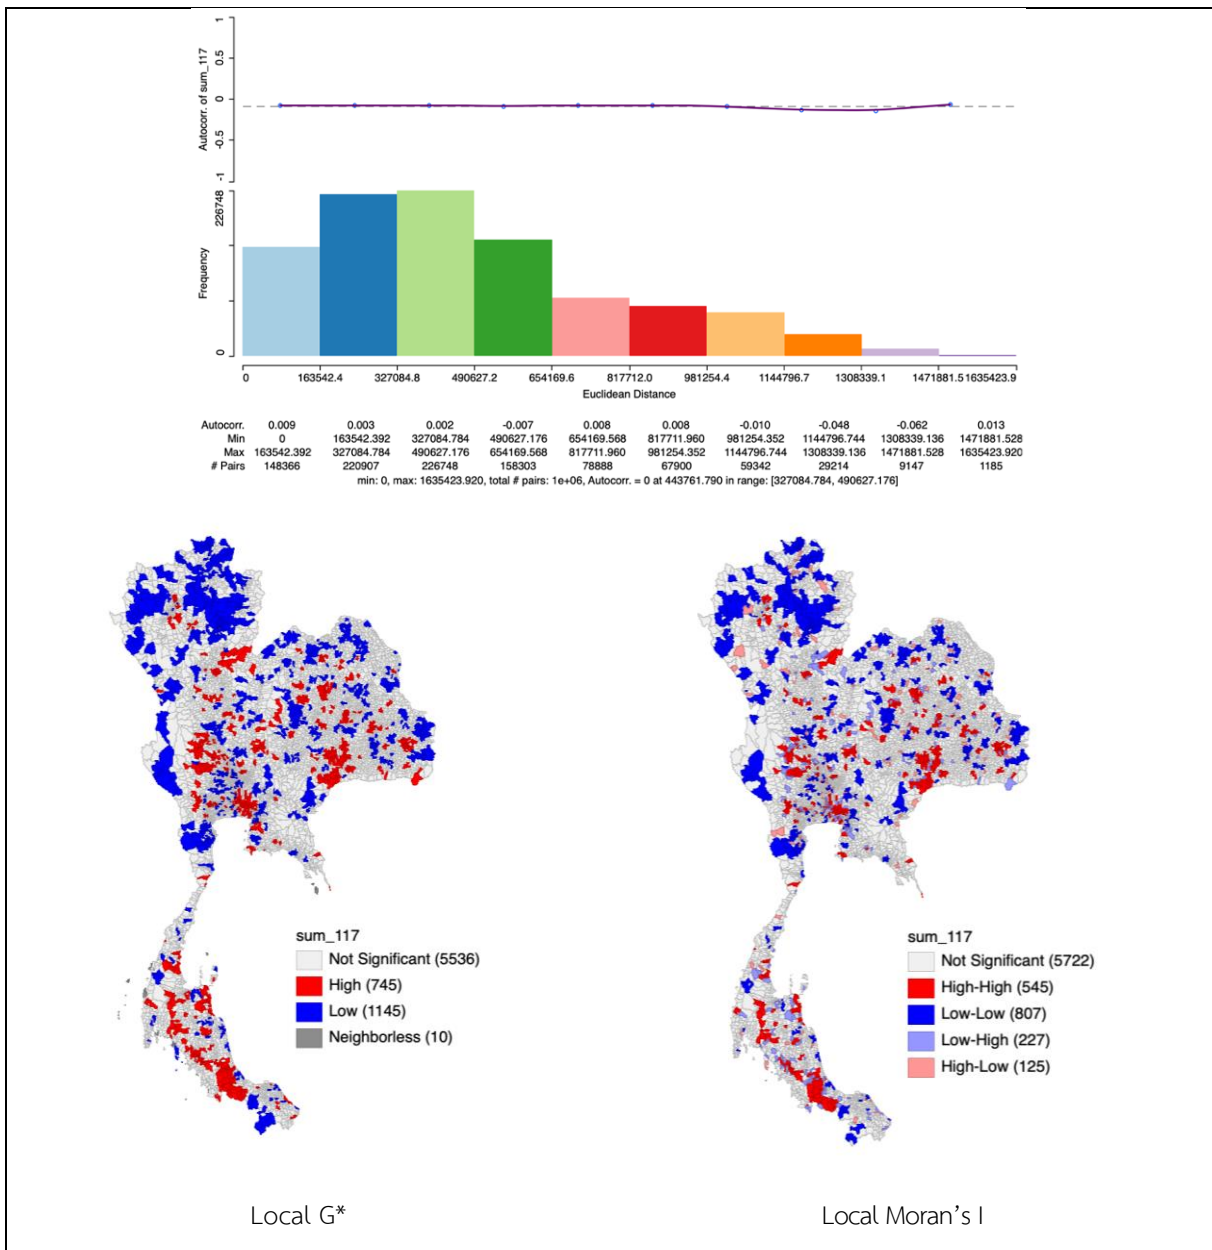 Autocorr. of sum_117
1
0.5
0
-0.5
-1
Frequency
226748
0
0 163542.4 327084.8 490627.2 654169.6 817712.0 981254.4 1144796.7 1308339.1 1471881.5 1635423.9
Euclidean Distance
Autocorr. 0.009 0.003 0.002 -0.007 0.008 0.008 -0.010 -0.048 -0.062 0.013
Min 0 163542.392 327084.784 490627.176 654169.568 817711.960 981254.352 1144796.744 1308339.136 1471881.528
Max 163542.392 327084.784 490627.176 654169.568 817711.960 981254.352 1144796.744 1308339.136 1471881.528 1635423.920
# Pairs 148366 220907 226748 158303 78888 67900 59342 29214 9147 1185
min: 0, max: 1635423.920, total # pairs: 1e+06, Autocorr. = 0 at 443761.790 in range: [327084.784, 490627.176]
sum_117
Not Significant (5536)
High (745)
Low (1145)
Neighborless (10)
sum_117
Not Significant (5722)
High-High (545)
Low-Low (807)
Low-High (227)
High-Low (125)
Local G*
Local Moran's I